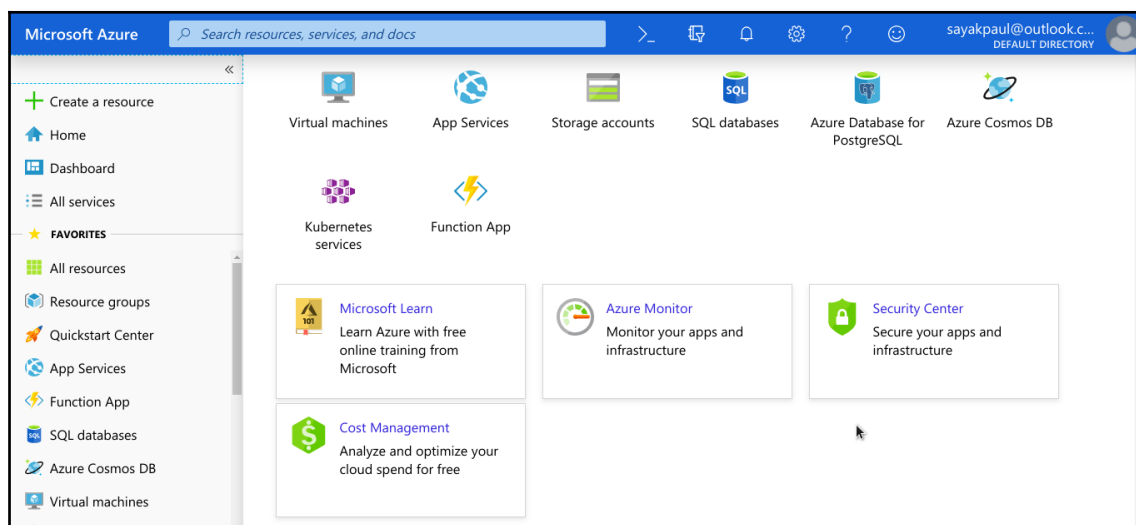 Microsoft Azure
Search resources, services, and docs
sayakpaul@outlook.c...
DEFAULT DIRECTORY
Create a resource
Home
Dashboard
All services
FAVORITES
All resources
Resource groups
Quickstart Center
App Services
Function App
SQL databases
Azure Cosmos DB
Virtual machines
Virtual machines
App Services
Storage accounts
SQL
SQL databases
Azure Database for
PostgreSQL
Azure Cosmos DB
Kubernetes
services
Function App
101
Microsoft Learn
Learn Azure with free
online training from
Microsoft
Azure Monitor
Monitor your apps and
infrastructure
Security Center
Secure your apps and
infrastructure
Cost Management
Analyze and optimize your
cloud spend for free